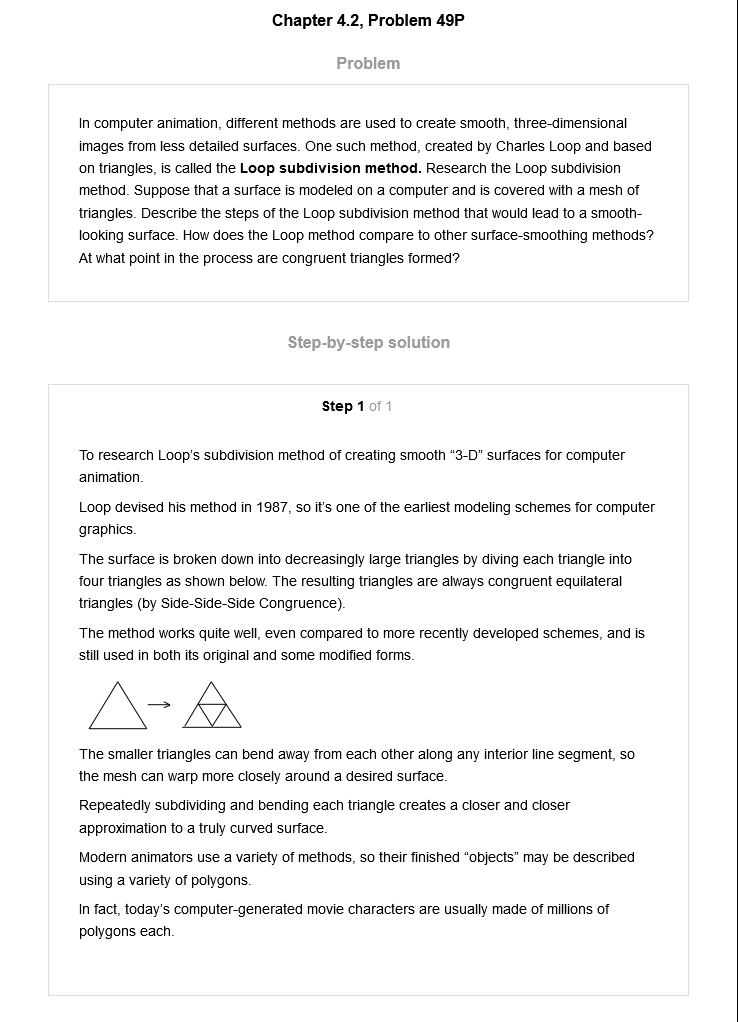 Chapter 4.2, Problem 49P
Problem
In computer animation, different methods are used to create smooth, three-dimensional
images from less detailed surfaces. One such method, created by Charles Loop and based
on triangles, is called the Loop subdivision method. Research the Loop subdivision
method. Suppose that a surface is modeled on a computer and is covered with a mesh of
triangles. Describe the steps of the Loop subdivision method that would lead to a smooth-
looking surface. How does the Loop method compare to other surface-smoothing methods?
At what point in the process are congruent triangles formed?
Step-by-step solution
Step 1 of 1
To research Loop’s subdivision method of creating smooth “3-D” surfaces for computer
animation.
Loop devised his method in 1987, so it’s one of the earliest modeling schemes for computer
graphics.
The surface is broken down into decreasingly large triangles by diving each triangle into
four triangles as shown below. The resulting triangles are always congruent equilateral
triangles (by Side-Side-Side Congruence).
The method works quite well, even compared to more recently developed schemes, and is
still used in both its original and some modified forms.
The smaller triangles can bend away from each other along any interior line segment, so
the mesh can warp more closely around a desired surface.
Repeatedly subdividing and bending each triangle creates a closer and closer
approximation to a truly curved surface.
Modern animators use a variety of methods, so their finished “objects” may be described
using a variety of polygons.
In fact, today’s computer-generated movie characters are usually made of millions of
polygons each.